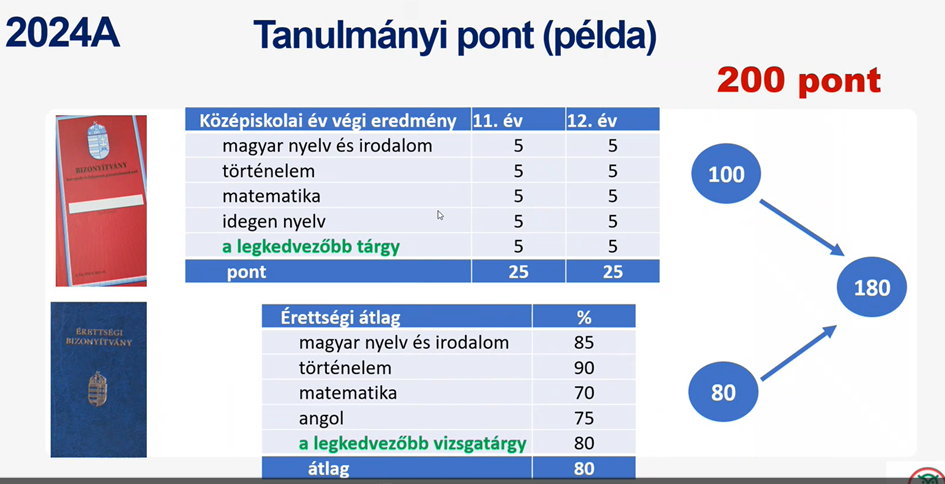 2024A
Tanulmányi pont (példa)
200 pont
BIZONYÍTVÁNY
Középiskolai év végi eredmény 11. év 12. év
magyar nyelv és irodalom 5 5
történelem 5 5
matematika 5 5
idegen nyelv 5 5
a legkedvezőbb tárgy 5 5
pont 25 25
100
180
80
ÉRETTSÉGI
BIZONYÍTVÁNY
Érettségi átlag %
magyar nyelv és irodalom 85
történelem 90
matematika 70
angol 75
a legkedvezőbb vizsgatárgy 80
átlag 80